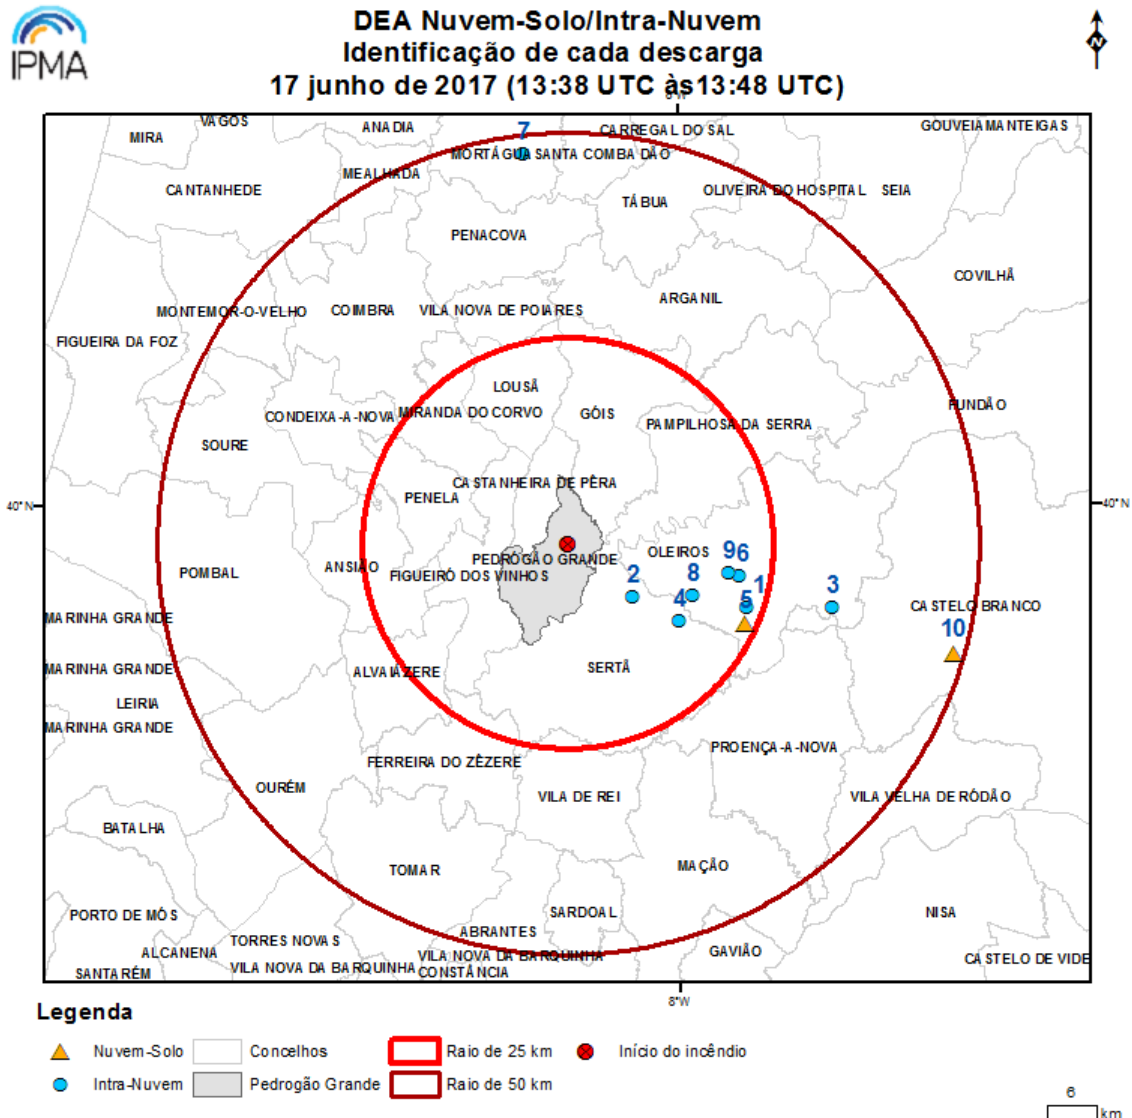 IPMA
DEA Nuvem-Solo/Intra-Nuvem
Identificação de cada descarga
17 junho de 2017 (13:38 UTC às13:48 UTC)
N
8°W
VAGOS
MIRA
ANADIA
7
CARREGAL DO SAL
GOUVEIA MANTEIGAS
MORTÁGUA SANTA COMBA DÃO
MEALHADA
CANTANHEDE
TÁBUA
OLIVEIRA DO HOSPITAL SEIA
PENACOVA
COVILHÃ
ARGANIL
MONTEMOR-O-VELHO
COIMBRA
VILA NOVA DE POIARES
FIGUEIRA DA FOZ
LOUSÃ
FUNDÃO
CONDEIXA-A-NOVA
MIRANDA DO CORVO
GÓIS
PAMPILHOSA DA SERRA
SOURE
CASTANHEIRA DE PÊRA
PENELA
40°N
40°N
PEDRÓGÃO GRANDE
OLEIROS
9 6
POMBAL
ANSIÃO
FIGUEIRÓ DOS VINHOS
2
8
1
3
4
5
CASTELO BRANCO
MARINHA GRANDE
10
MARINHA GRANDE
ALVAIÁZERE
SERTÃ
LEIRIA
MARINHA GRANDE
PROENÇA-A-NOVA
FERREIRA DO ZÊZERE
OURÉM
VILA DE REI
VILA VELHA DE RÓDÃO
BATALHA
TOMAR
MAÇÃO
PORTO DE MÓS
SARDOAL
NISA
ABRANTES
TORRES NOVAS
ALCANENA
GAVIÃO
VILA NOVA DA BARQUINHA
VILA NOVA DA BARQUINHA
CONSTÂNCIA
CASTELO DE VIDE
SANTARÉM
8°W
Legenda
Nuvem-Solo
Concelhos
Raio de 25 km
Início do incêndio
Intra-Nuvem
Pedrogão Grande
Raio de 50 km
6
km